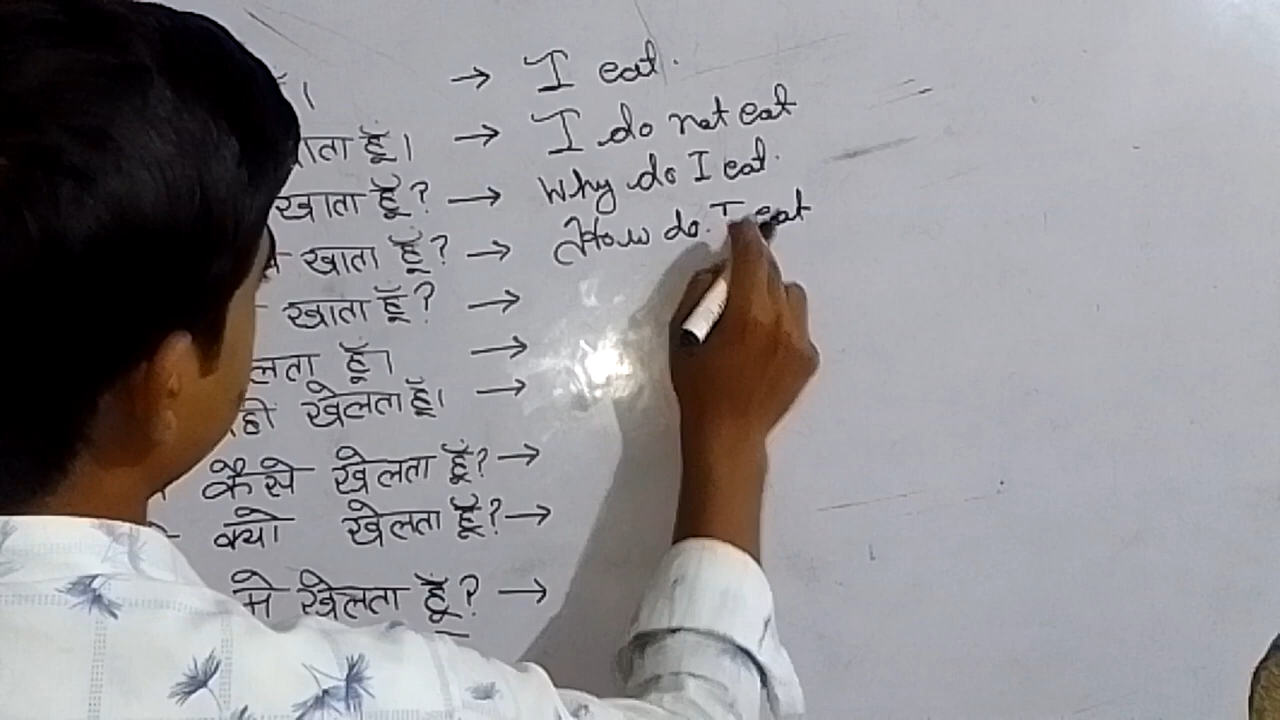 हूँ। → I eat.
खाता हूँ। → I do not eat
खाता हूँ? → Why do I eat.
खाता हूँ? → How do I eat
खाता हूँ? →
हूँ। →
खेलता हूँ। →
कैसे खेलता हूँ? →
क्यो खेलता हूँ? →
मे खेलता हूँ? →